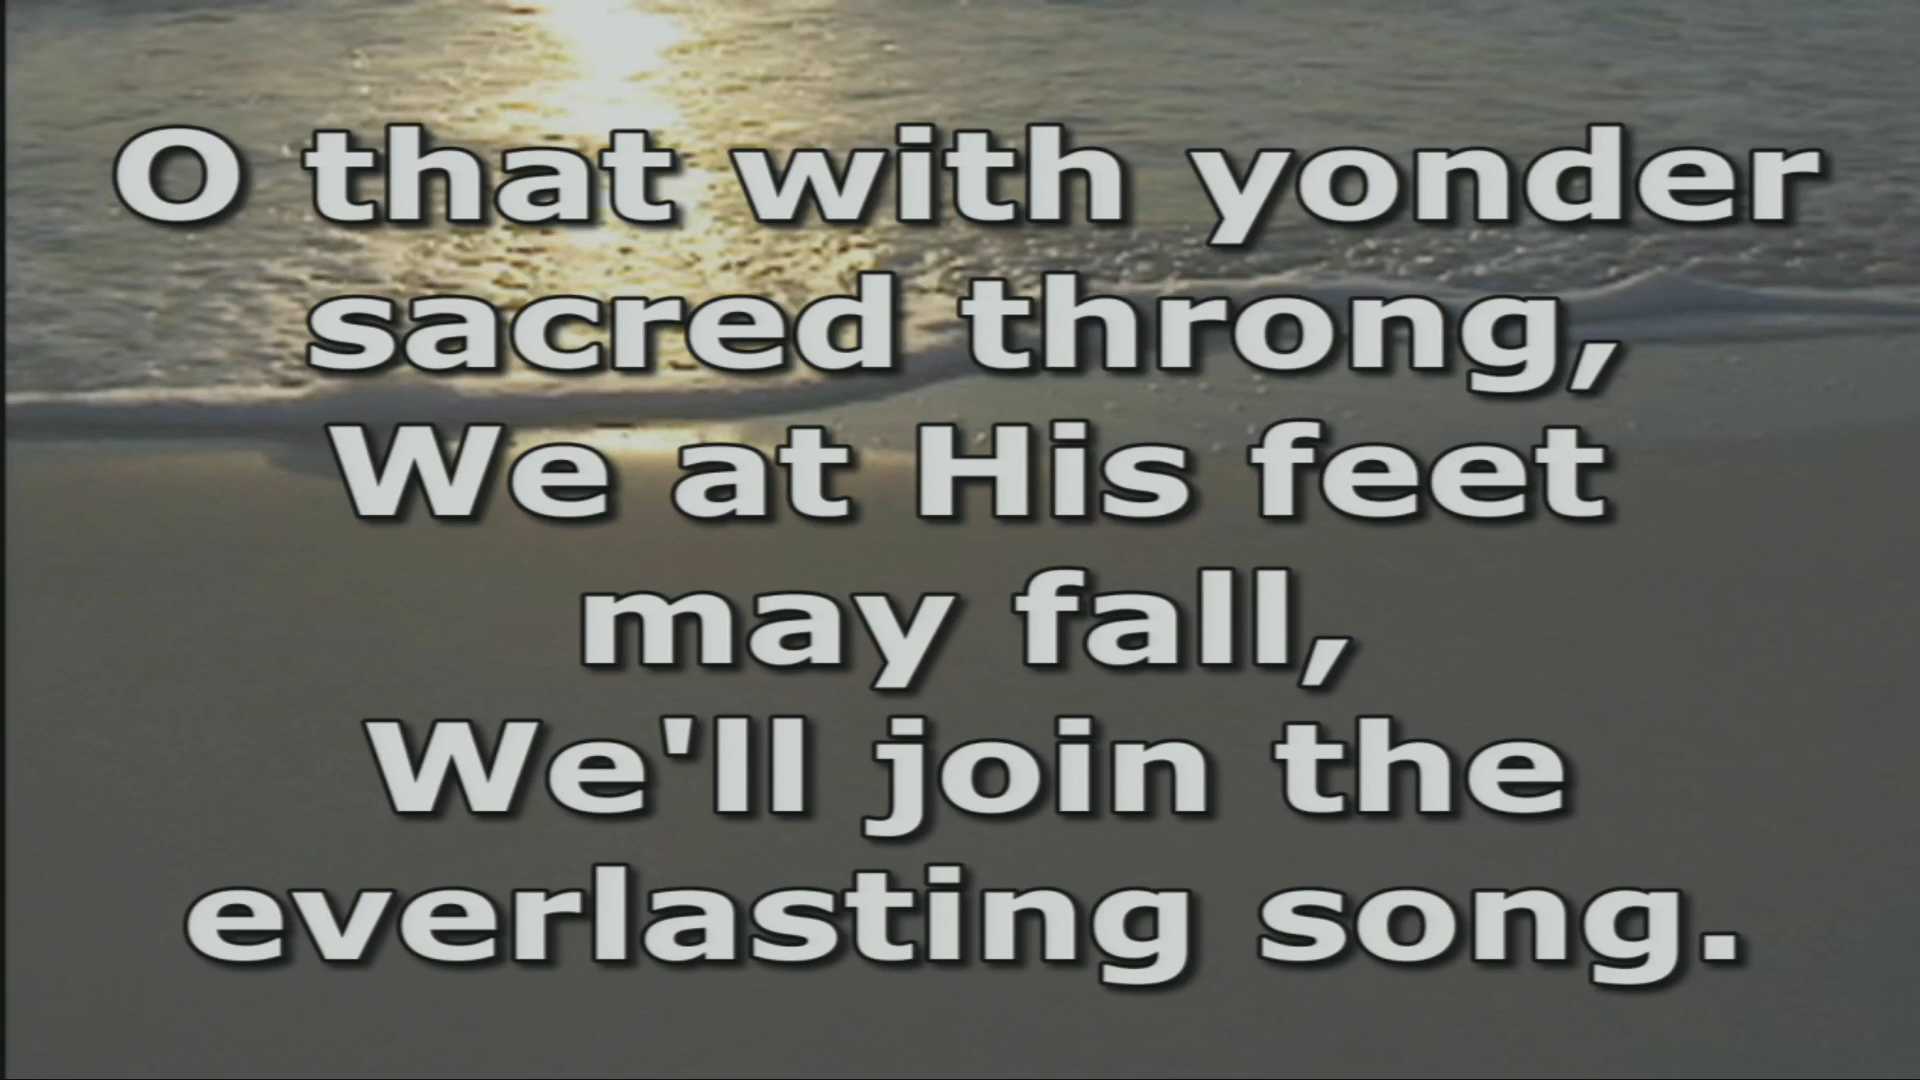 O that with yonder
sacred throng,
We at His feet
may fall,
We'll join the
everlasting song.